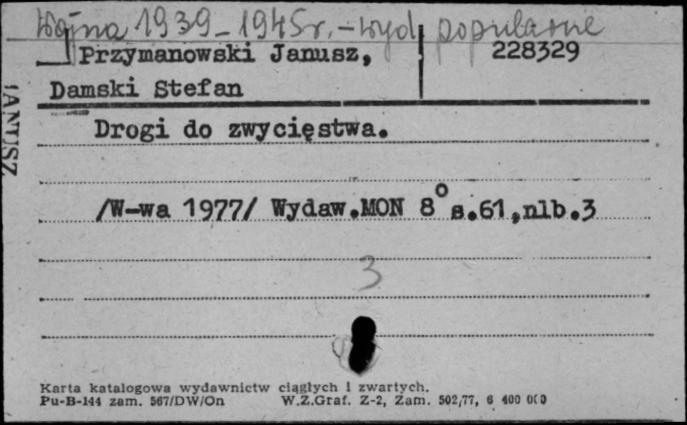 Wojna 1939-1945r.-wyd popularne
Przymanowski Janusz, 228329
Damski Stefan
JANUSZ
Drogi do zwycięstwa.
/W-wa 1977/ Wydaw.MON 8° s.61,nlb.3
3
Karta katalogowa wydawnictw ciągłych i zwartych.
Pu-B-144 zam. 567/DW/On W.Z.Graf. Z-2, Zam. 502/77, 6 400 000